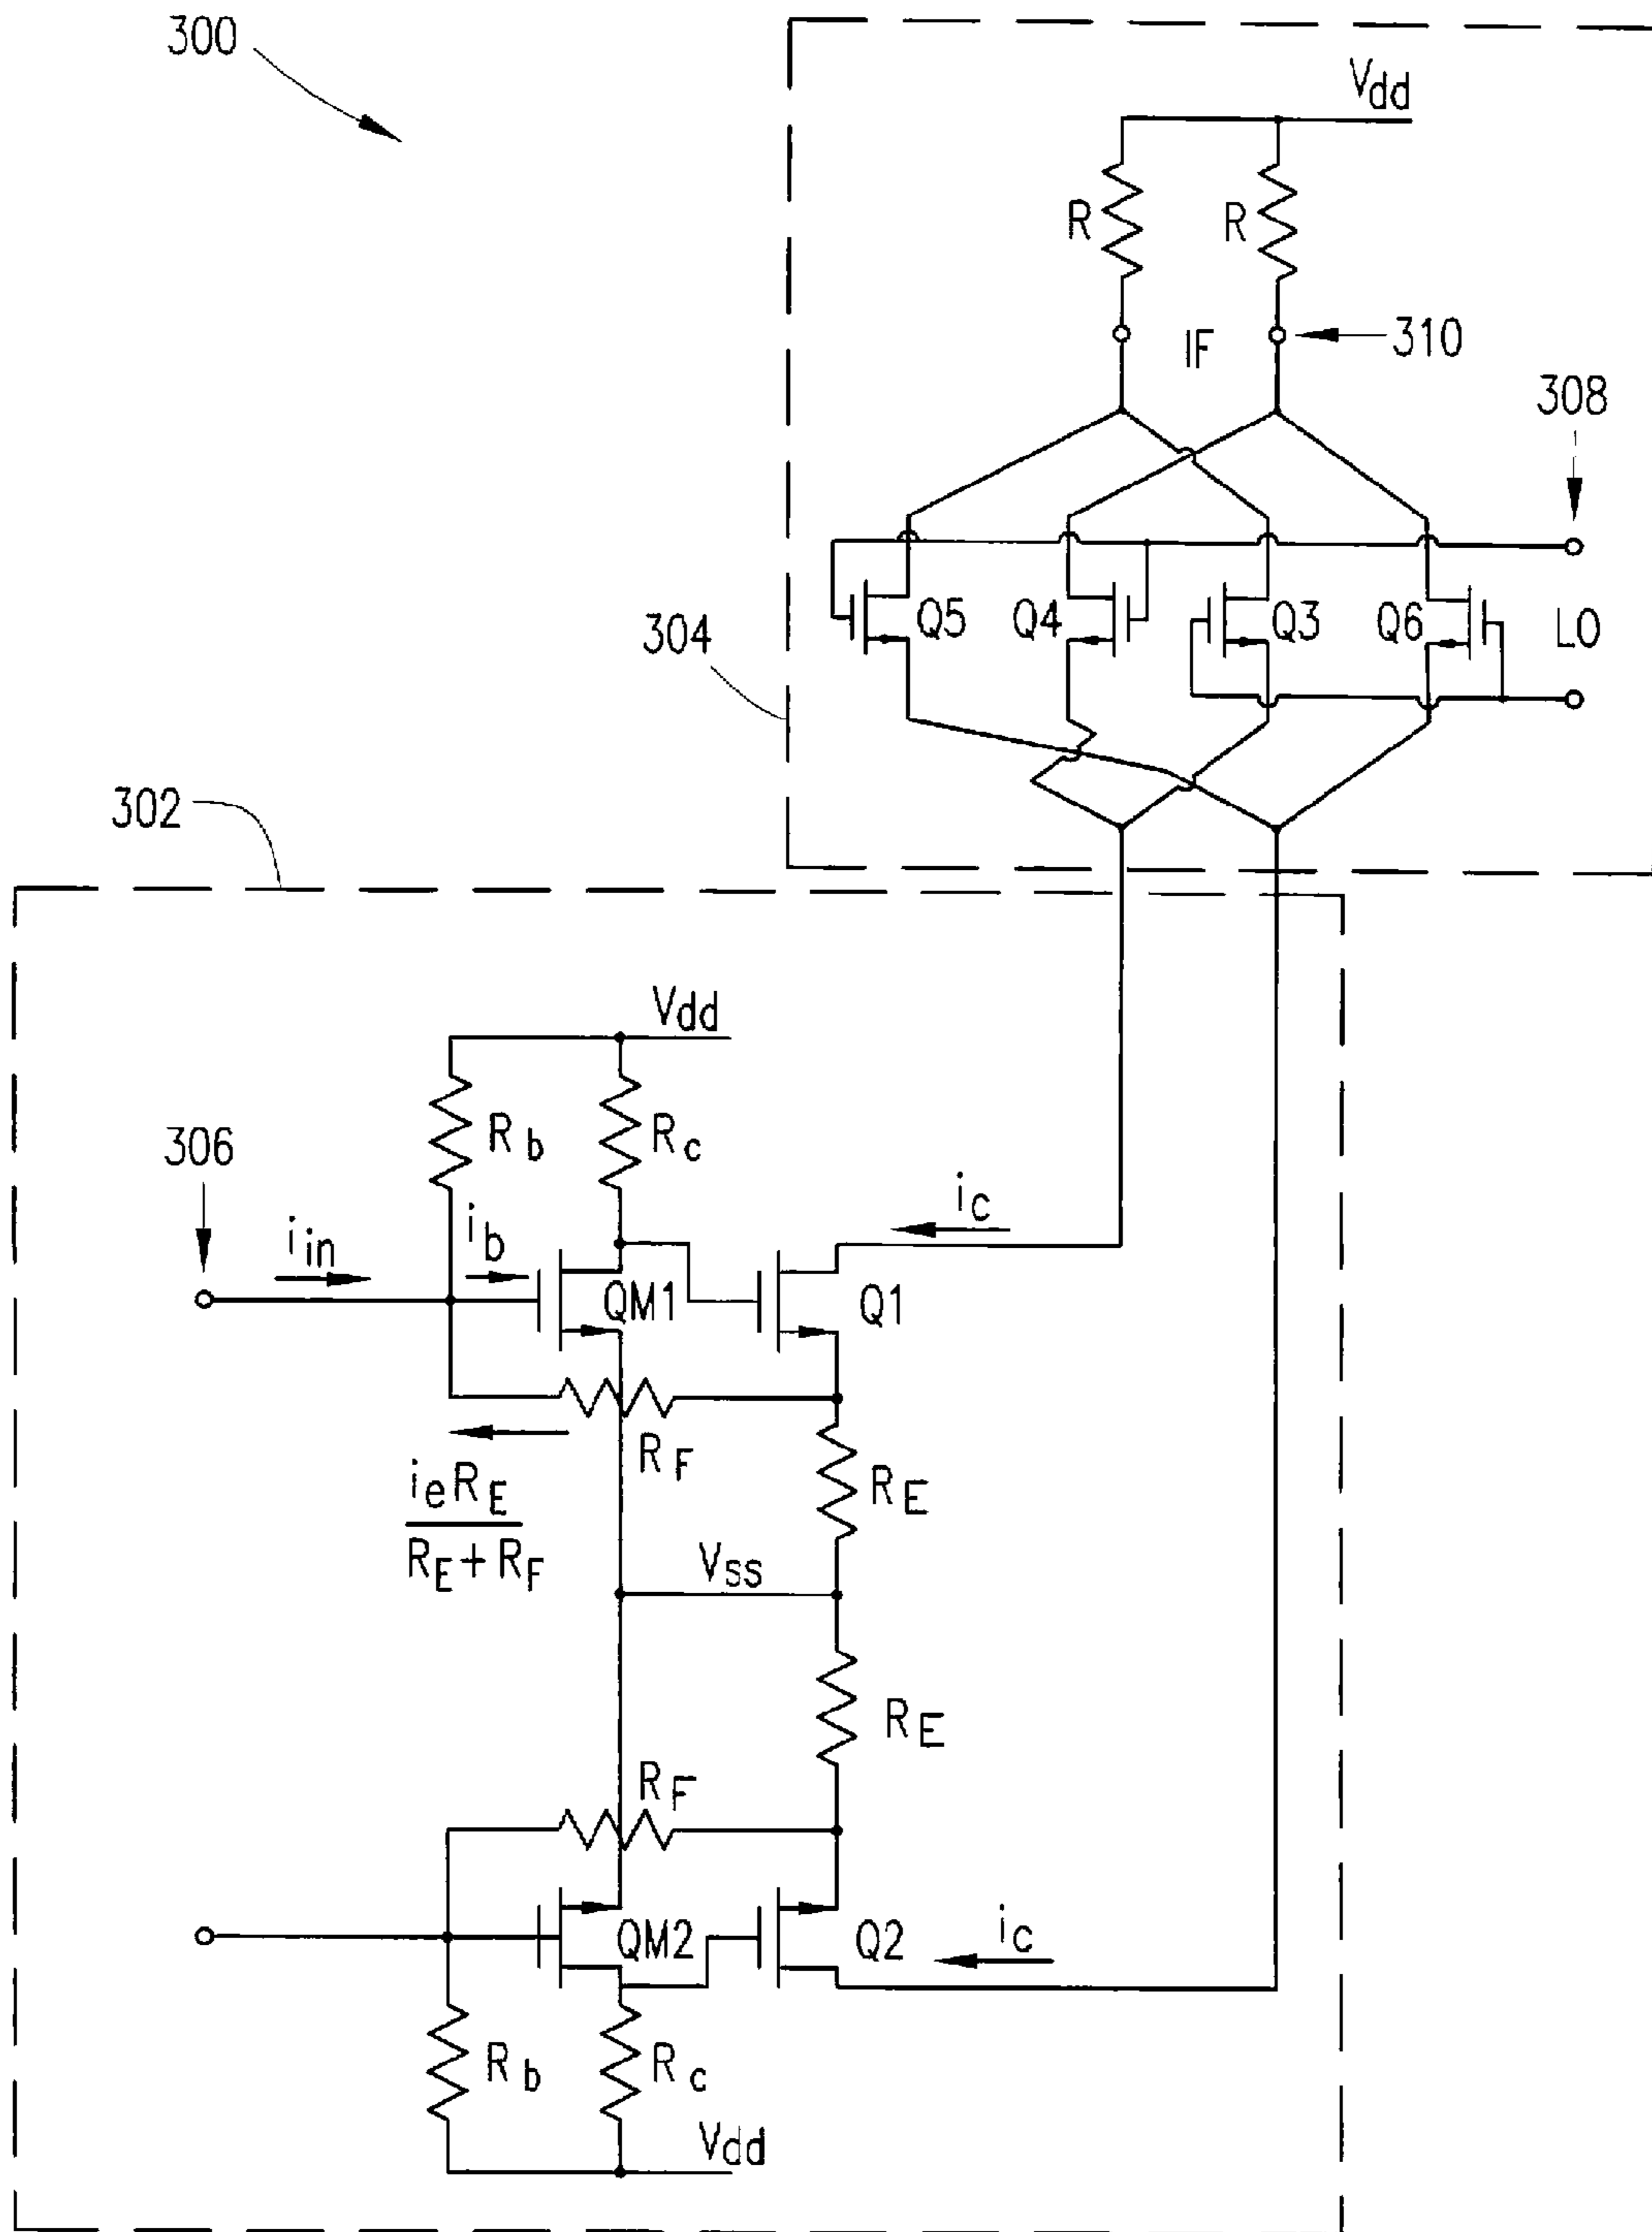 300
Vdd
R R
IF
310
308
Q5 Q4 Q3 Q6 LO
304
302
Vdd
Rb Rc
306
iin ib ic
QM1 Q1
RF
ieRE
RE+RF
RE
Vss
RE
RF
QM2 Q2 ic
Rb Rc
Vdd